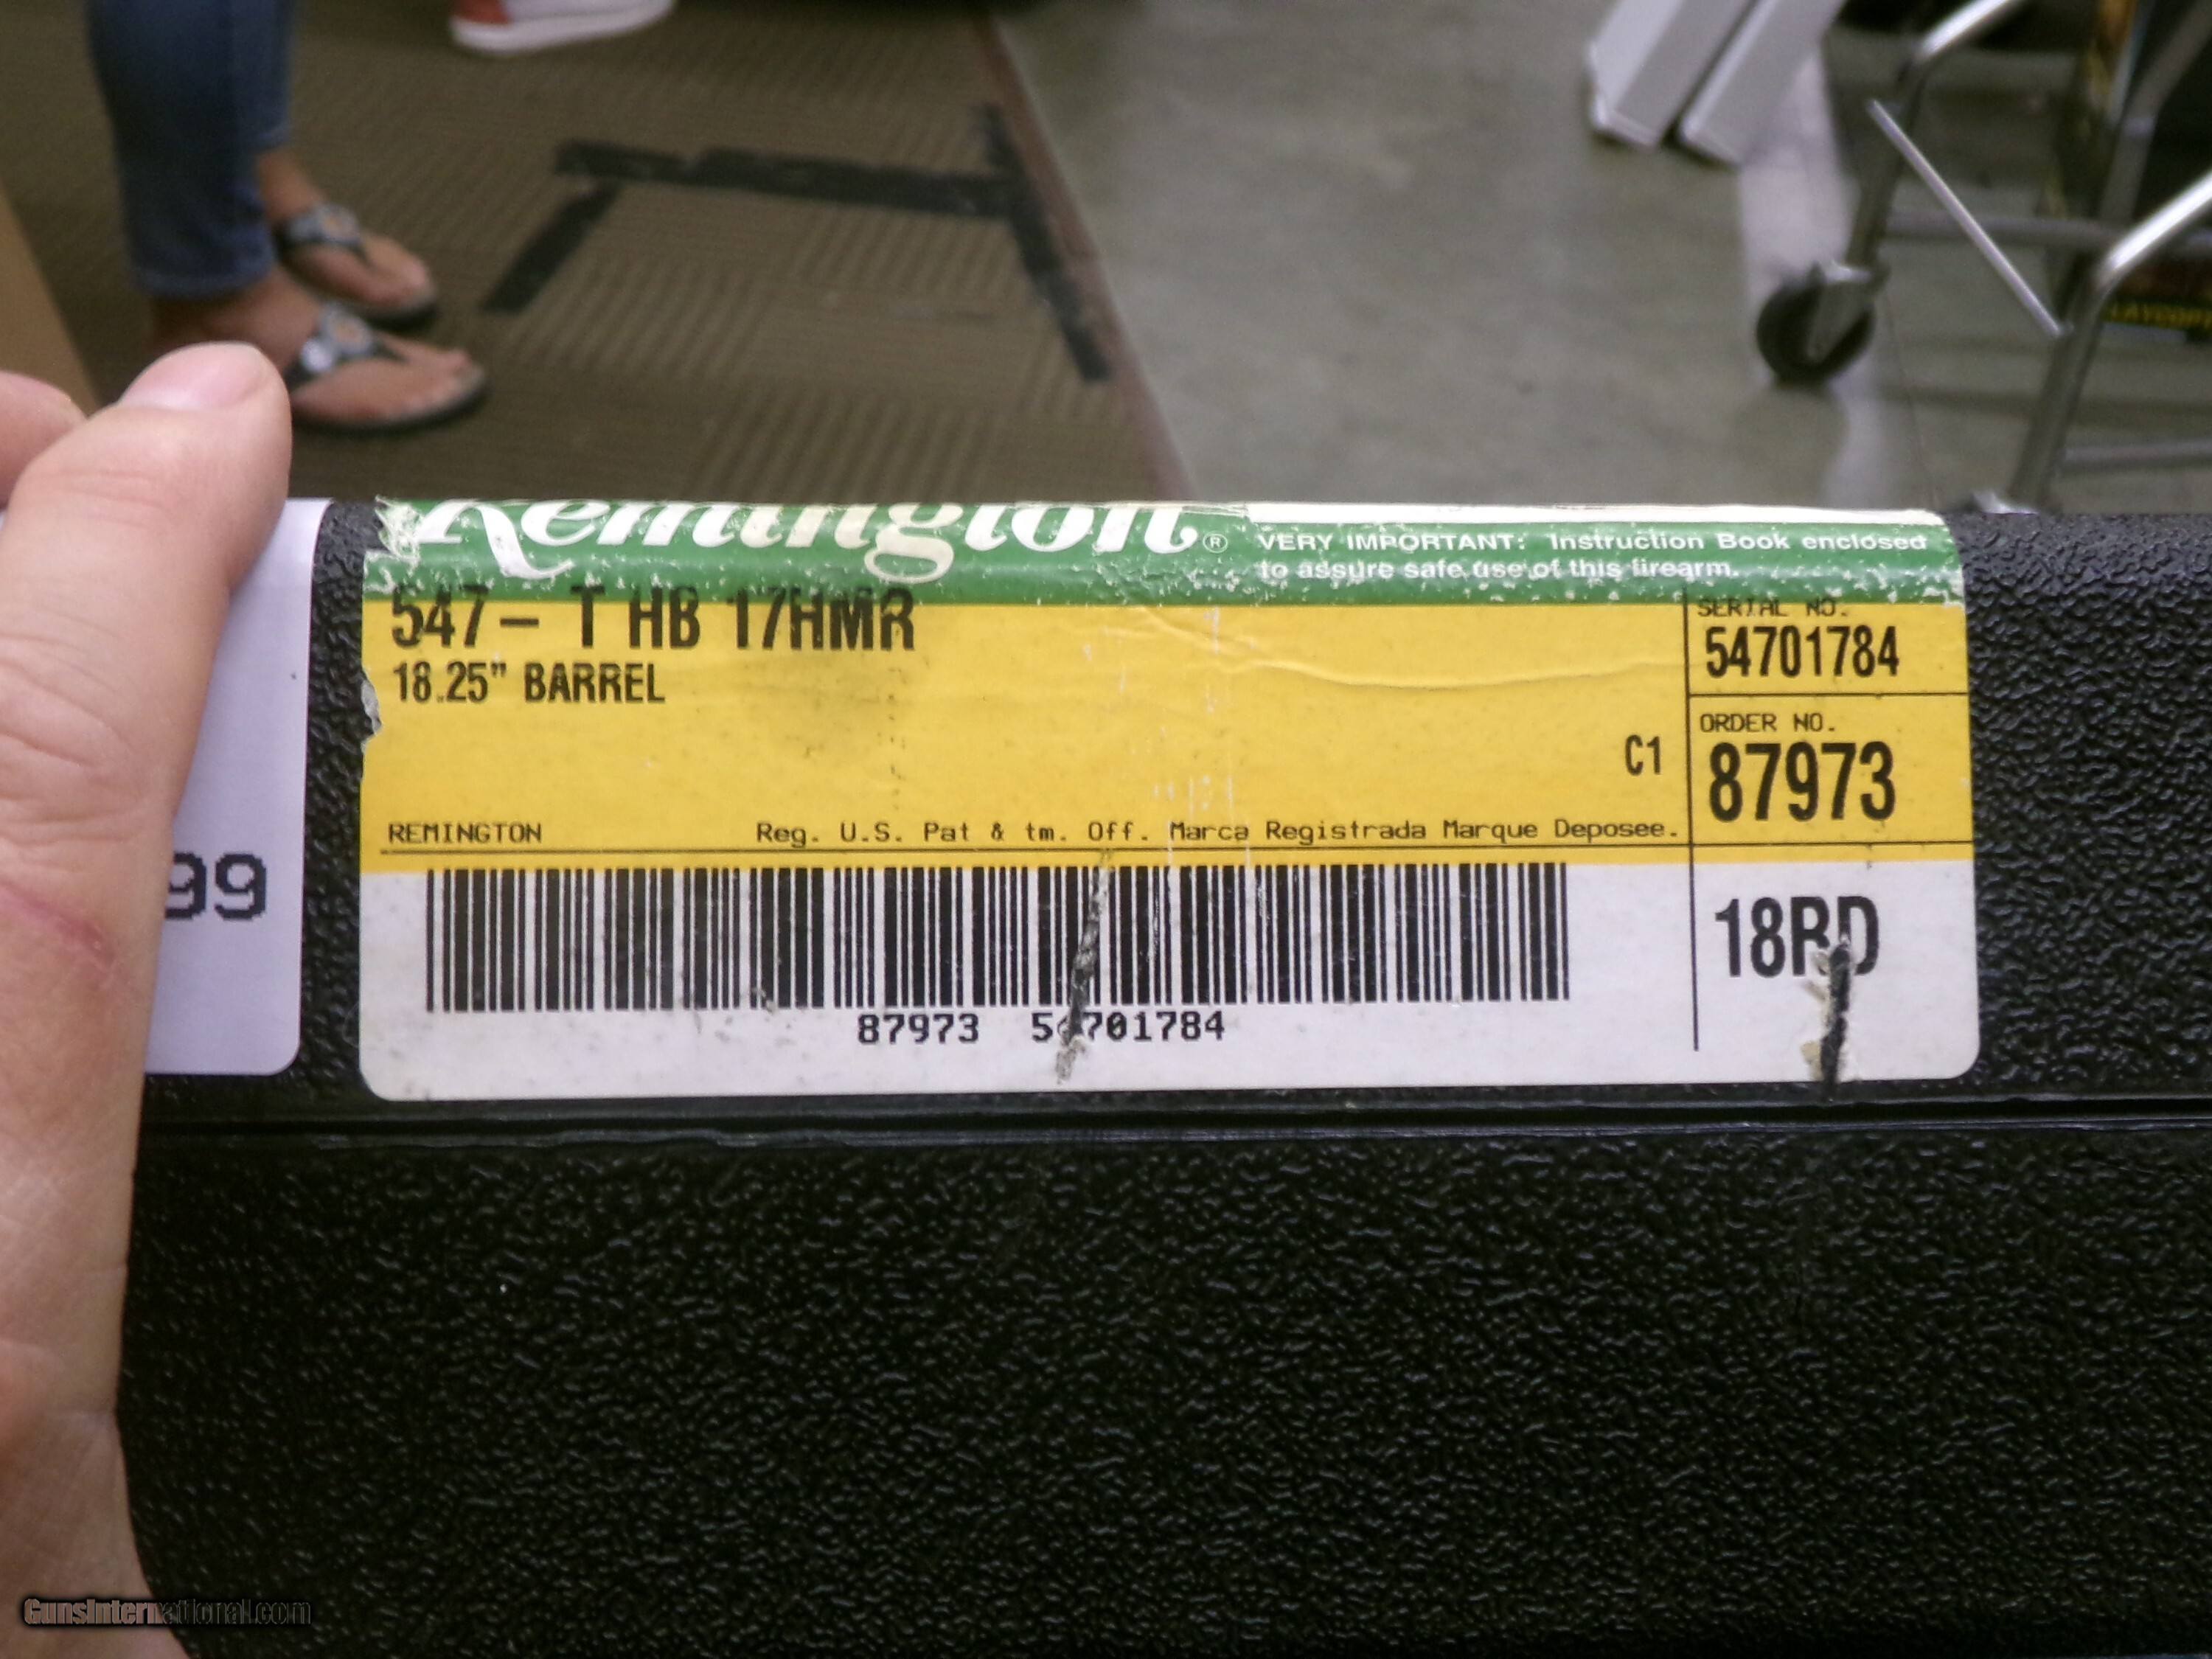 Remington®
VERY IMPORTANT: Instruction Book enclosed
to assure safe use of this firearm.
547- T HB 17HMR
18.25" BARREL
SERIAL NO.
54701784
C1
ORDER NO.
87973
REMINGTON Reg. U.S. Pat & tm. Off. Marca Registrada Marque Deposee.
99
18RD
87973 54701784
GunsInternational.com